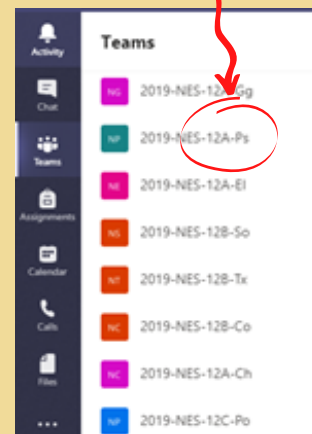 Activity
Teams
Chat
NG 2019-NES-12A-Gg
Teams
NP 2019-NES-12A-Ps
NE 2019-NES-12A-El
Assignments
NS 2019-NES-12B-So
Calendar
NT 2019-NES-12B-Tx
Calls
NC 2019-NES-12B-Co
Files
NC 2019-NES-12A-Ch
NP 2019-NES-12C-Po